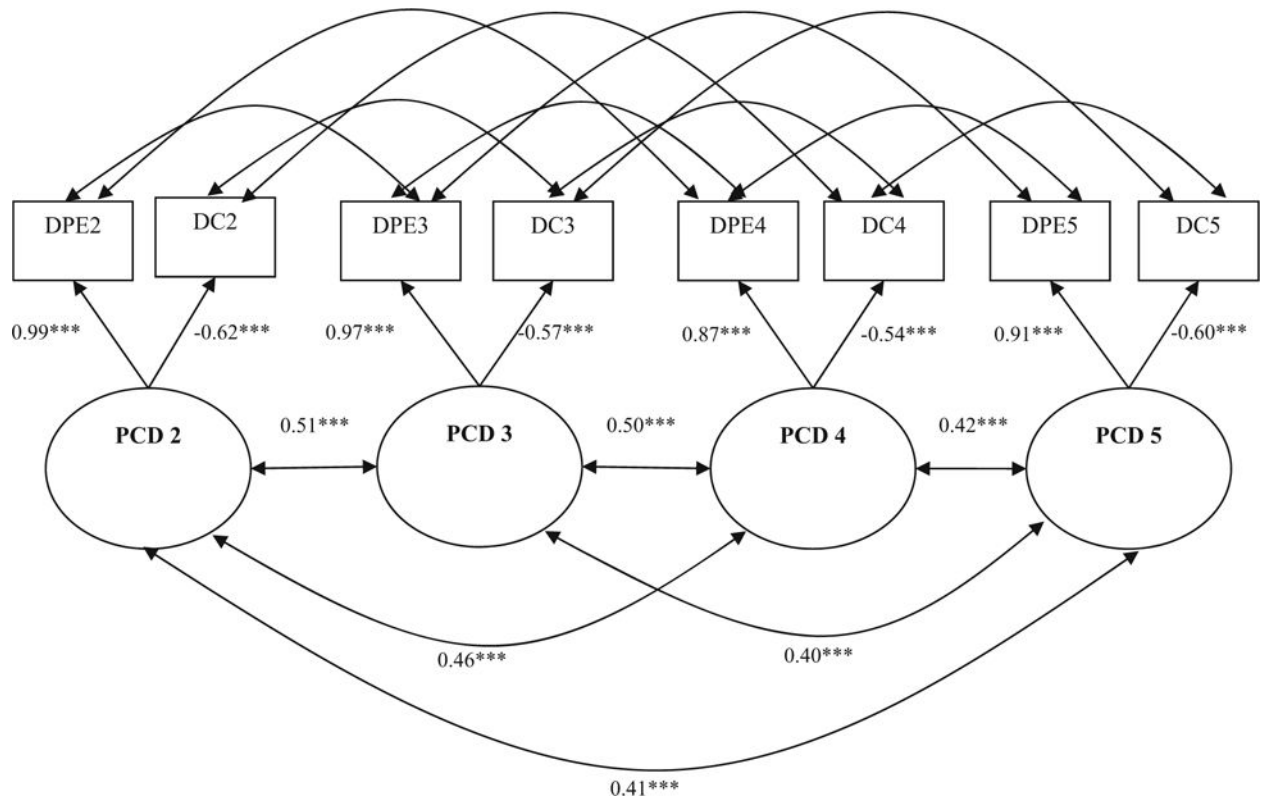 DPE2
DC2
DPE3
DC3
DPE4
DC4
DPE5
DC5
0.99***
-0.62***
0.97***
-0.57***
0.87***
-0.54***
0.91***
-0.60***
PCD 2
0.51***
PCD 3
0.50***
PCD 4
0.42***
PCD 5
0.46***
0.40***
0.41***